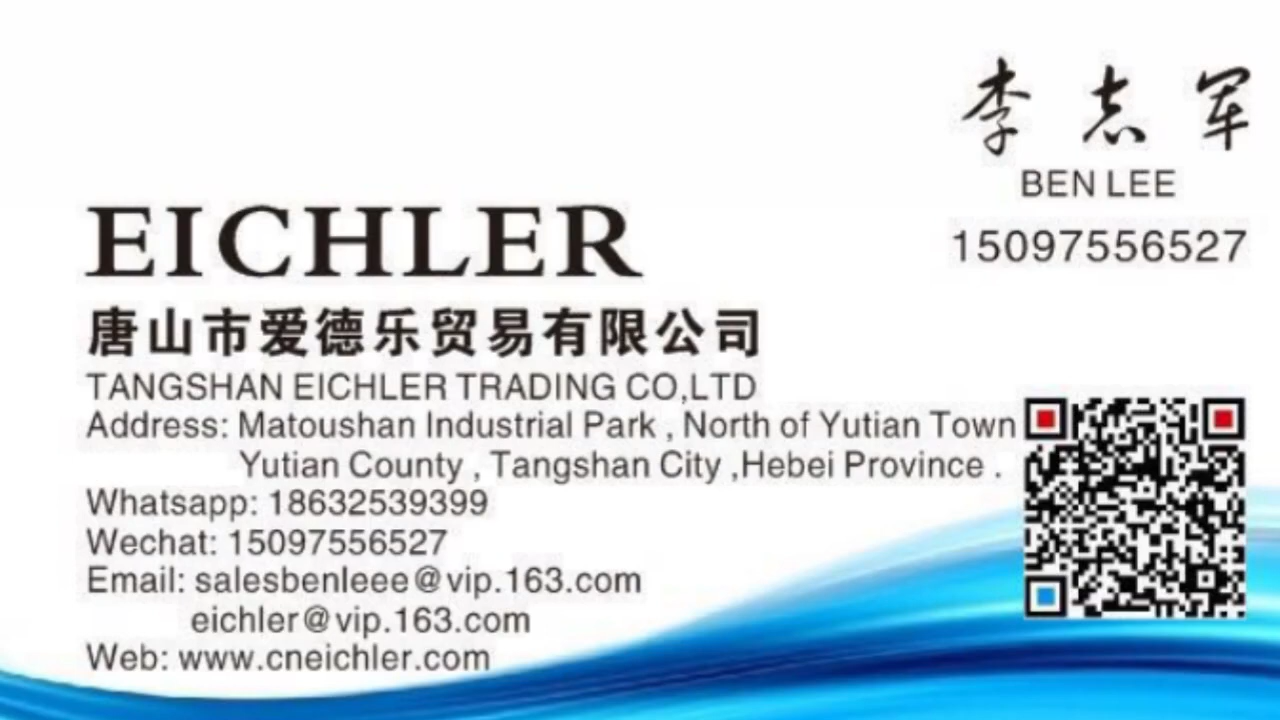 李志军
BEN LEE
15097556527
EICHLER
唐山市爱德乐贸易有限公司
TANGSHAN EICHLER TRADING CO,LTD
Address: Matoushan Industrial Park , North of Yutian Town
Yutian County , Tangshan City ,Hebei Province .
Whatsapp: 18632539399
Wechat: 15097556527
Email: salesbenleee@vip.163.com
eichler@vip.163.com
Web: www.cneichler.com